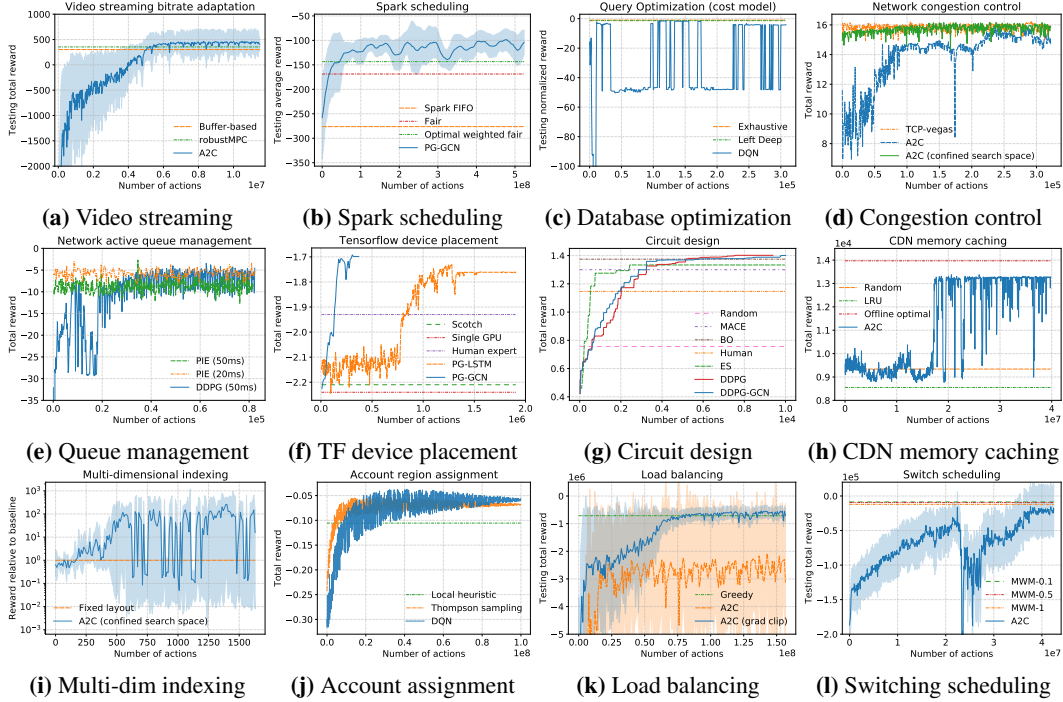 Video streaming bitrate adaptation
Testing total reward
1000
500
0
−500
−1000
−1500
2000
Buffer-based
robustMPC
A2C
0.0 0.2 0.4 0.6 0.8 1.0
1e7
Number of actions
(a) Video streaming
Spark scheduling
Testing average reward
−50
−100
−150
−200
−250
−300
−350
Spark FIFO
Fair
Optimal weighted fair
PG-GCN
0 1 2 3 4 5
1e8
Number of actions
(b) Spark scheduling
Query Optimization (cost model)
Testing normalized reward
0
−20
−40
−60
−80
−100
Exhaustive
Left Deep
DQN
0.0 0.5 1.0 1.5 2.0 2.5 3.0
1e5
Number of actions
(c) Database optimization
Network congestion control
Total reward
16
14
12
10
8
TCP-vegas
A2C
A2C (confined search space)
0.0 0.5 1.0 1.5 2.0 2.5 3.0
1e5
Number of actions
(d) Congestion control
Network active queue management
Total reward
0
−5
−10
−15
−20
−25
−30
−35
PIE (50ms)
PIE (20ms)
DDPG (50ms)
0.0 0.2 0.4 0.6 0.8
1e5
Number of actions
(e) Queue management
Tensorflow device placement
Total reward
−1.7
−1.8
−1.9
−2.0
−2.1
−2.2
Scotch
Single GPU
Human expert
PG-LSTM
PG-GCN
0.0 0.5 1.0 1.5 2.0
1e6
Number of actions
(f) TF device placement
Circuit design
Total reward
1.4
1.2
1.0
0.8
0.6
0.4
Random
MACE
BO
Human
ES
DDPG
DDPG-GCN
0.0 0.2 0.4 0.6 0.8 1.0
1e4
Number of actions
(g) Circuit design
CDN memory caching
1e4
Total reward
1.4
1.3
1.2
1.1
1.0
0.9
0.8
Random
LRU
Offline optimal
A2C
0 1 2 3 4
1e7
Number of actions
(h) CDN memory caching
Multi-dimensional indexing
Reward relative to baseline
10³
10²
10¹
10⁰
10⁻¹
10⁻²
10⁻³
Fixed layout
A2C (confined search space)
0 250 500 750 1000 1250 1500
Number of actions
(i) Multi-dim indexing
Account region assignment
Total reward
−0.05
−0.10
−0.15
−0.20
−0.25
−0.30
Local heuristic
Thompson sampling
DQN
0.0 0.2 0.4 0.6 0.8 1.0
1e8
Number of actions
(j) Account assignment
Load balancing
1e6
Testing total reward
0
−1
−2
−3
−4
−5
Greedy
A2C
A2C (grad clip)
0.00 0.25 0.50 0.75 1.00 1.25 1.50
1e8
Number of actions
(k) Load balancing
Switch scheduling
1e5
Testing total reward
0.0
−0.5
−1.0
−1.5
−2.0
MWM-0.1
MWM-0.5
MWM-1
A2C
0 1 2 3 4
1e7
Number of actions
(l) Switching scheduling